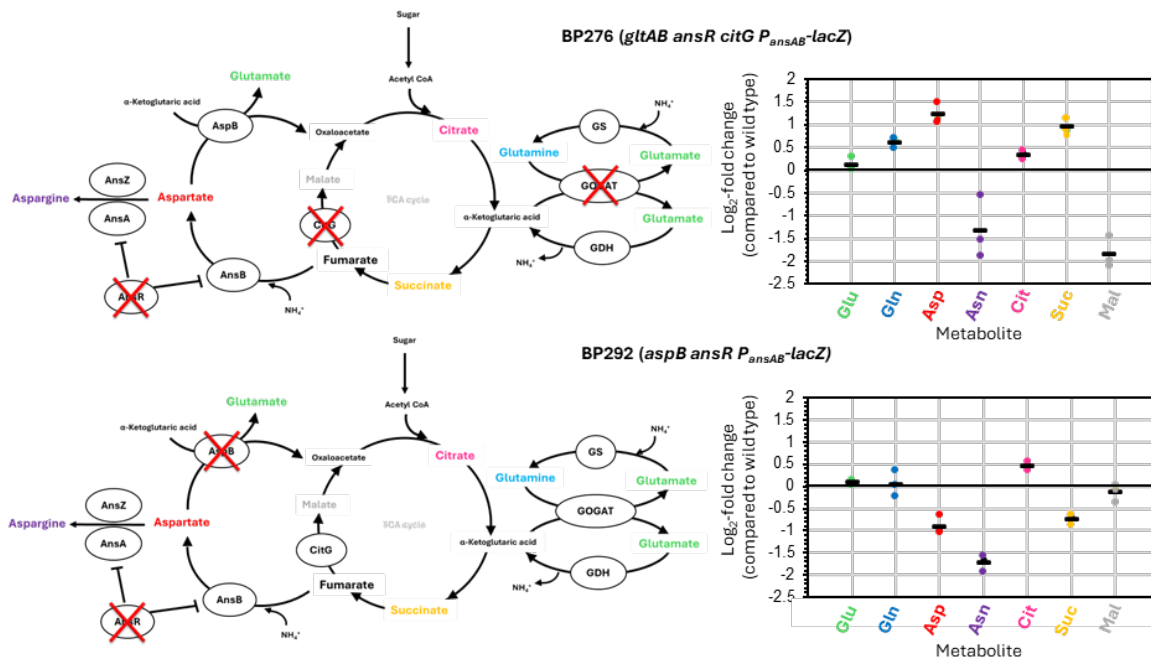 BP276 (gltAB ansR citG PansAB-lacZ)
Sugar
Acetyl CoA
Glutamate
α-Ketoglutaric acid
AspB
Oxaloacetate
Citrate
NH₄⁺
GS
Glutamine
Glutamate
Malate
GOGAT
AnsZ
Aspargine
Aspartate
AnsA
TCA cycle
CitG
α-Ketoglutaric acid
Glutamate
GDH
Fumarate
NH₄⁺
AnsB
Succinate
AnsR
NH₄⁺
Log₂-fold change
(compared to wild type)
2
1.5
1
0.5
0
-0.5
-1
-1.5
-2
-2.5
Glu Gln Asp Asn Cit Suc Mal
Metabolite
BP292 (aspB ansR PansAB-lacZ)
Sugar
Acetyl CoA
Glutamate
α-Ketoglutaric acid
AspB
Oxaloacetate
Citrate
NH₄⁺
GS
Glutamine
Glutamate
Malate
GOGAT
AnsZ
Aspargine
Aspartate
AnsA
TCA cycle
α-Ketoglutaric acid
Glutamate
CitG
GDH
Fumarate
NH₄⁺
AnsB
Succinate
AnsR
NH₄⁺
Log₂-fold change
(compared to wild type)
2
1.5
1
0.5
0
-0.5
-1
-1.5
-2
-2.5
Glu Gln Asp Asn Cit Suc Mal
Metabolite